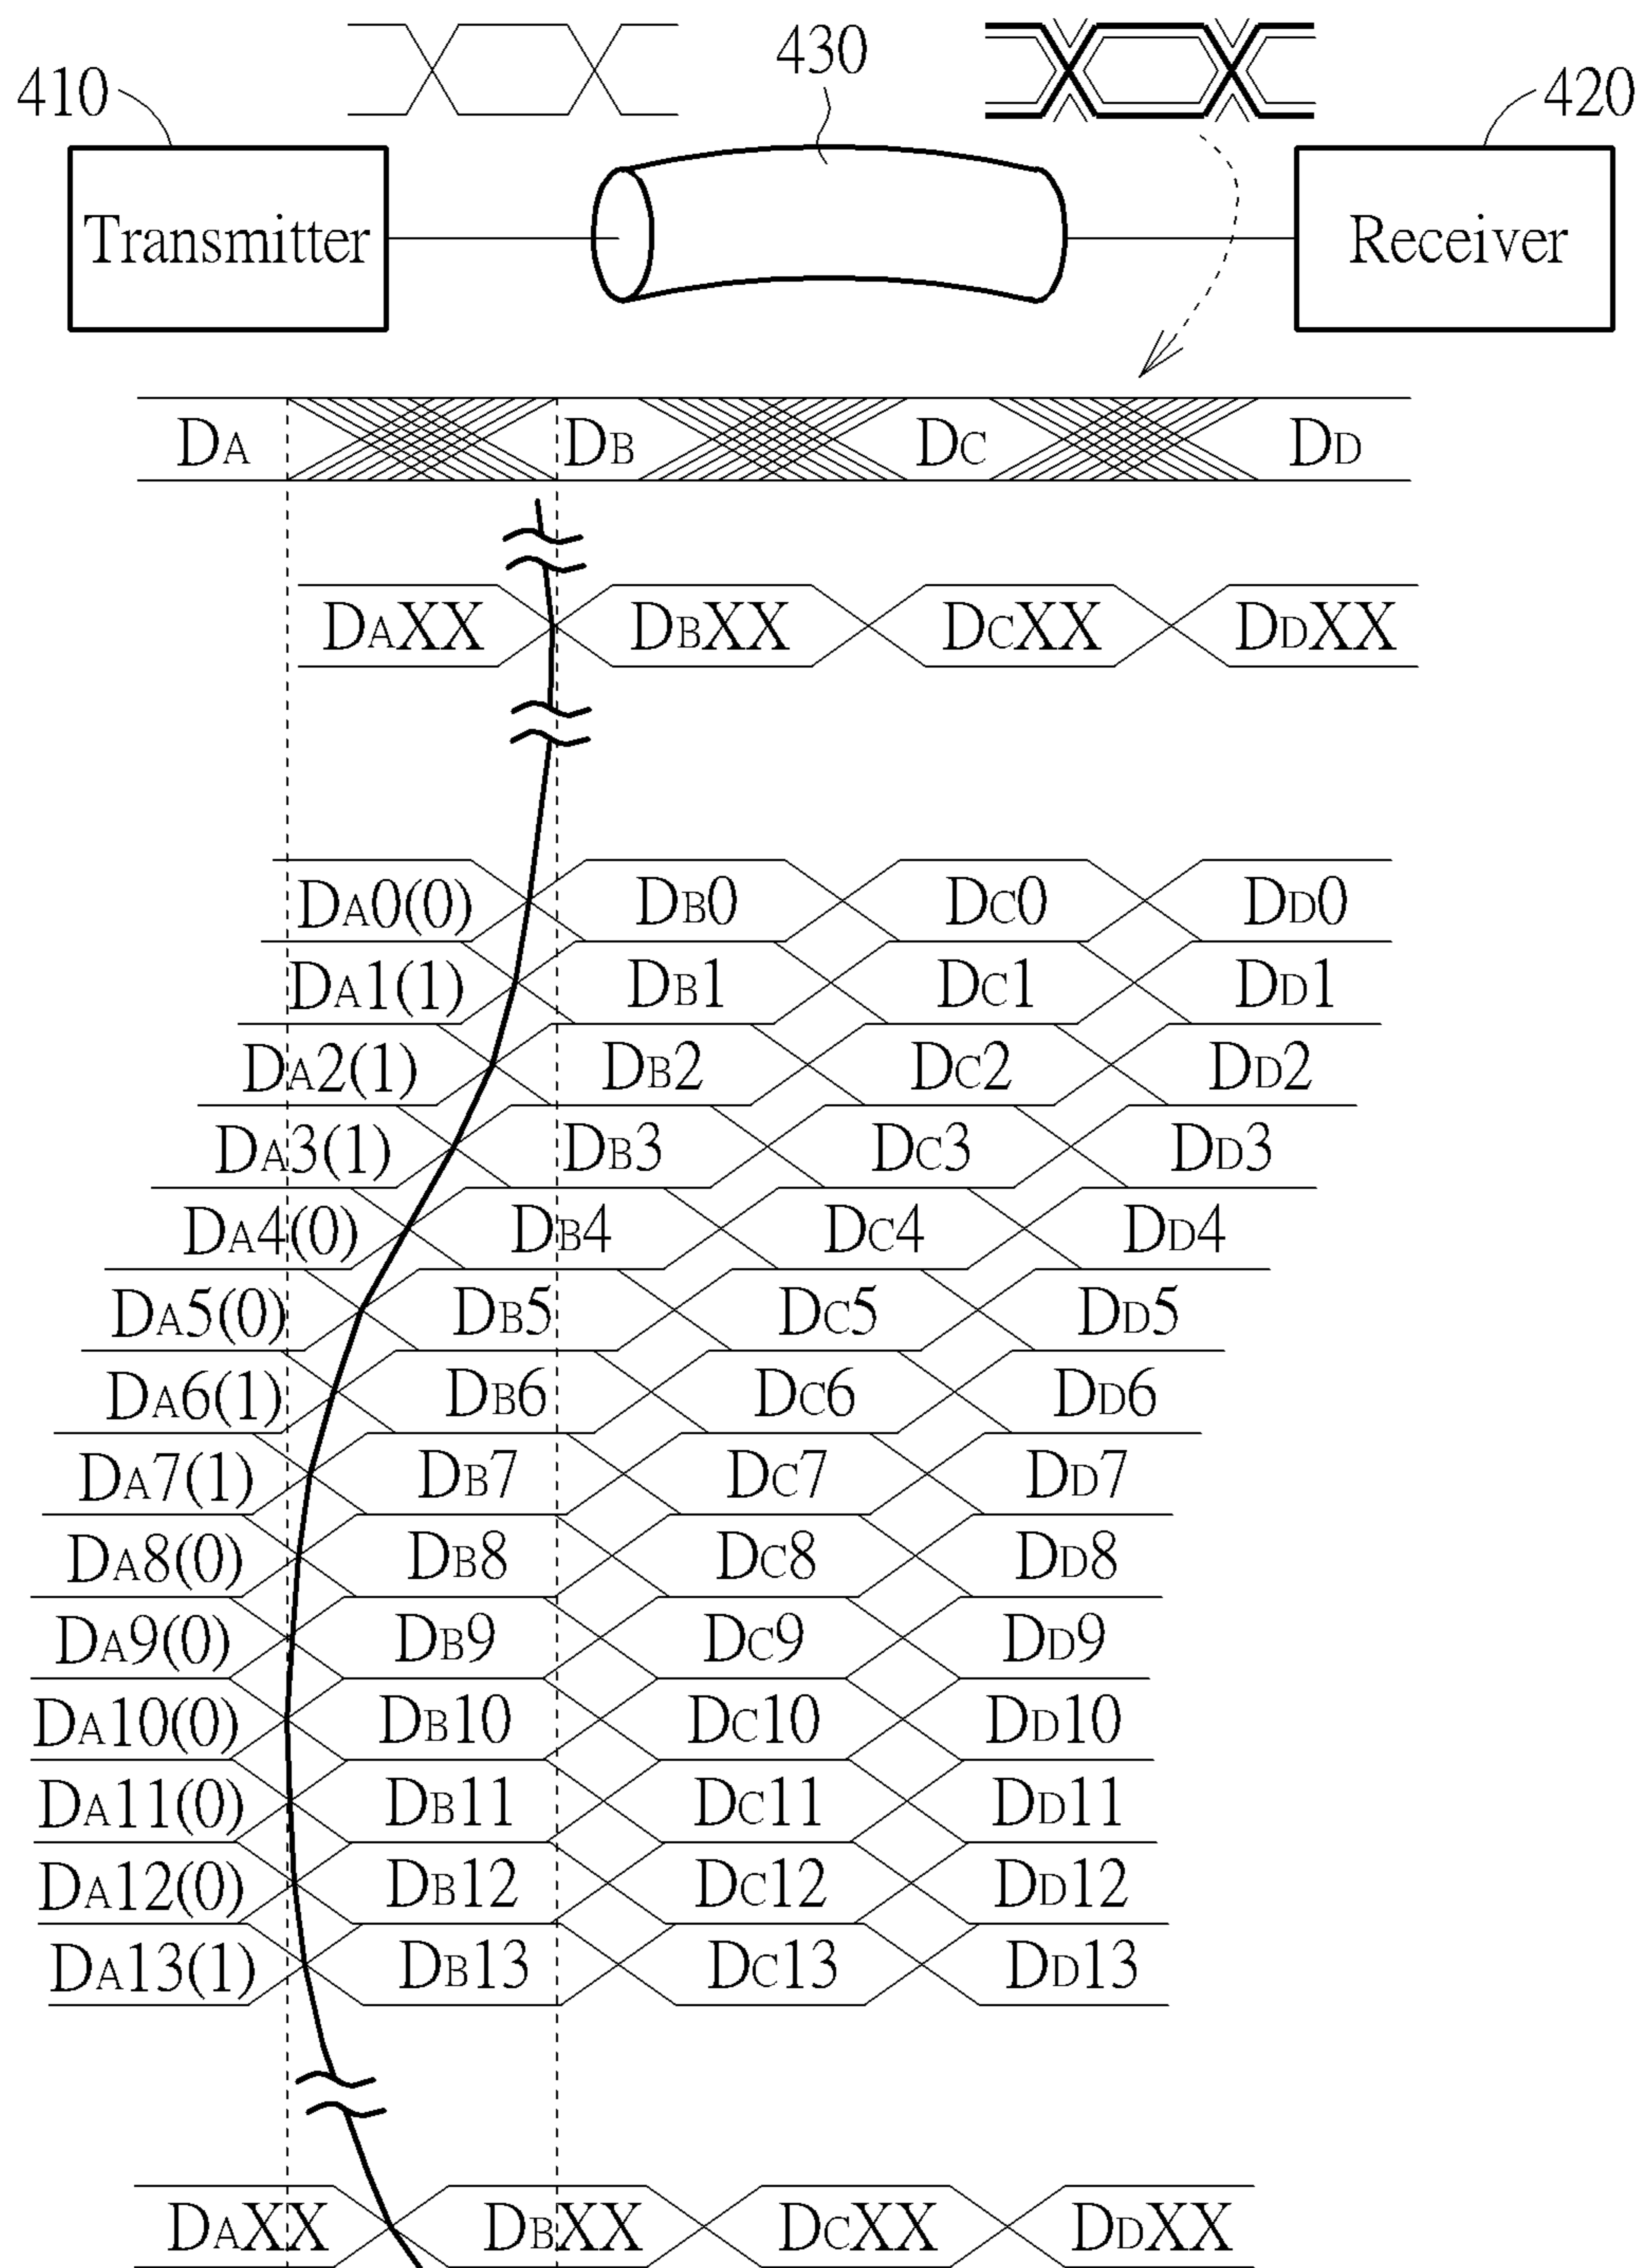 430
410
420
Transmitter
Receiver
DA DB DC DD
DAXX DBXX DCXX DDXX
DA0(0) DB0 DC0 DD0
DA1(1) DB1 DC1 DD1
DA2(1) DB2 DC2 DD2
DA3(1) DB3 DC3 DD3
DA4(0) DB4 DC4 DD4
DA5(0) DB5 DC5 DD5
DA6(1) DB6 DC6 DD6
DA7(1) DB7 DC7 DD7
DA8(0) DB8 DC8 DD8
DA9(0) DB9 DC9 DD9
DA10(0) DB10 DC10 DD10
DA11(0) DB11 DC11 DD11
DA12(0) DB12 DC12 DD12
DA13(1) DB13 DC13 DD13
DAXX DBXX DCXX DDXX